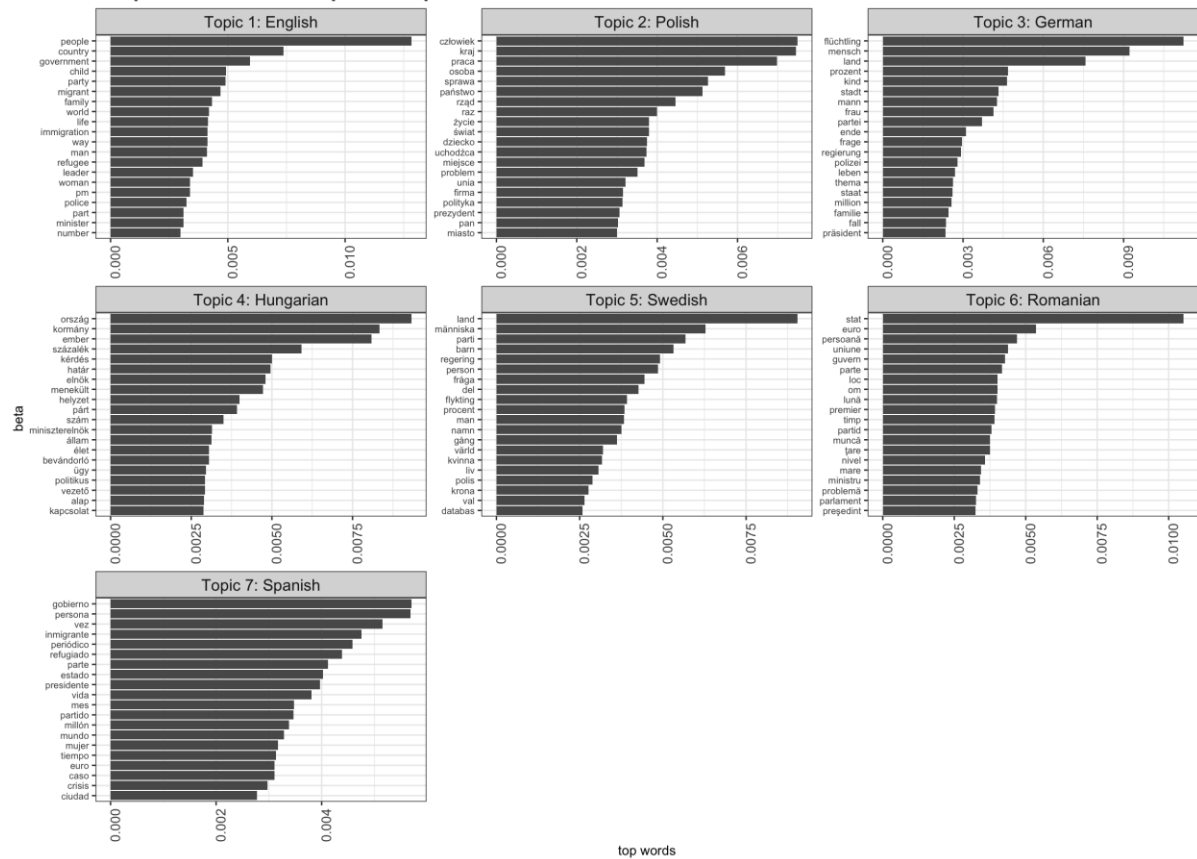 Topic 1: English
people
country
government
child
party
migrant
family
world
life
immigration
way
man
refugee
leader
woman
pm
police
part
minister
number
0.000
0.005
0.010
Topic 2: Polish
człowiek
kraj
praca
osoba
sprawa
państwo
rząd
raz
życie
świat
dziecko
uchodźca
miejsce
problem
unia
firma
polityka
prezydent
pan
miasto
0.000
0.002
0.004
0.006
Topic 3: German
flüchtling
mensch
land
prozent
kind
stadt
mann
frau
partei
ende
frage
regierung
polizei
leben
thema
staat
million
familie
fall
präsident
0.000
0.003
0.006
0.009
Topic 4: Hungarian
ország
kormány
ember
százalék
kérdés
határ
elnök
menekült
helyzet
párt
szám
miniszterelnök
állam
élet
bevándorló
ügy
politikus
vezető
alap
kapcsolat
0.0000
0.0025
0.0050
0.0075
Topic 5: Swedish
land
människa
parti
barn
regering
person
fråga
del
flykting
procent
man
namn
gång
värld
kvinna
liv
polis
krona
val
databas
0.0000
0.0025
0.0050
0.0075
Topic 6: Romanian
stat
euro
persoană
uniune
guvern
parte
loc
om
lună
premier
timp
partid
muncă
țare
nivel
mare
ministru
problemă
parlament
președint
0.0000
0.0025
0.0050
0.0075
0.0100
Topic 7: Spanish
gobierno
persona
vez
inmigrante
periódico
refugiado
parte
estado
presidente
vida
mes
partido
millón
mundo
mujer
tiempo
euro
caso
crisis
ciudad
0.000
0.002
0.004
beta
top words